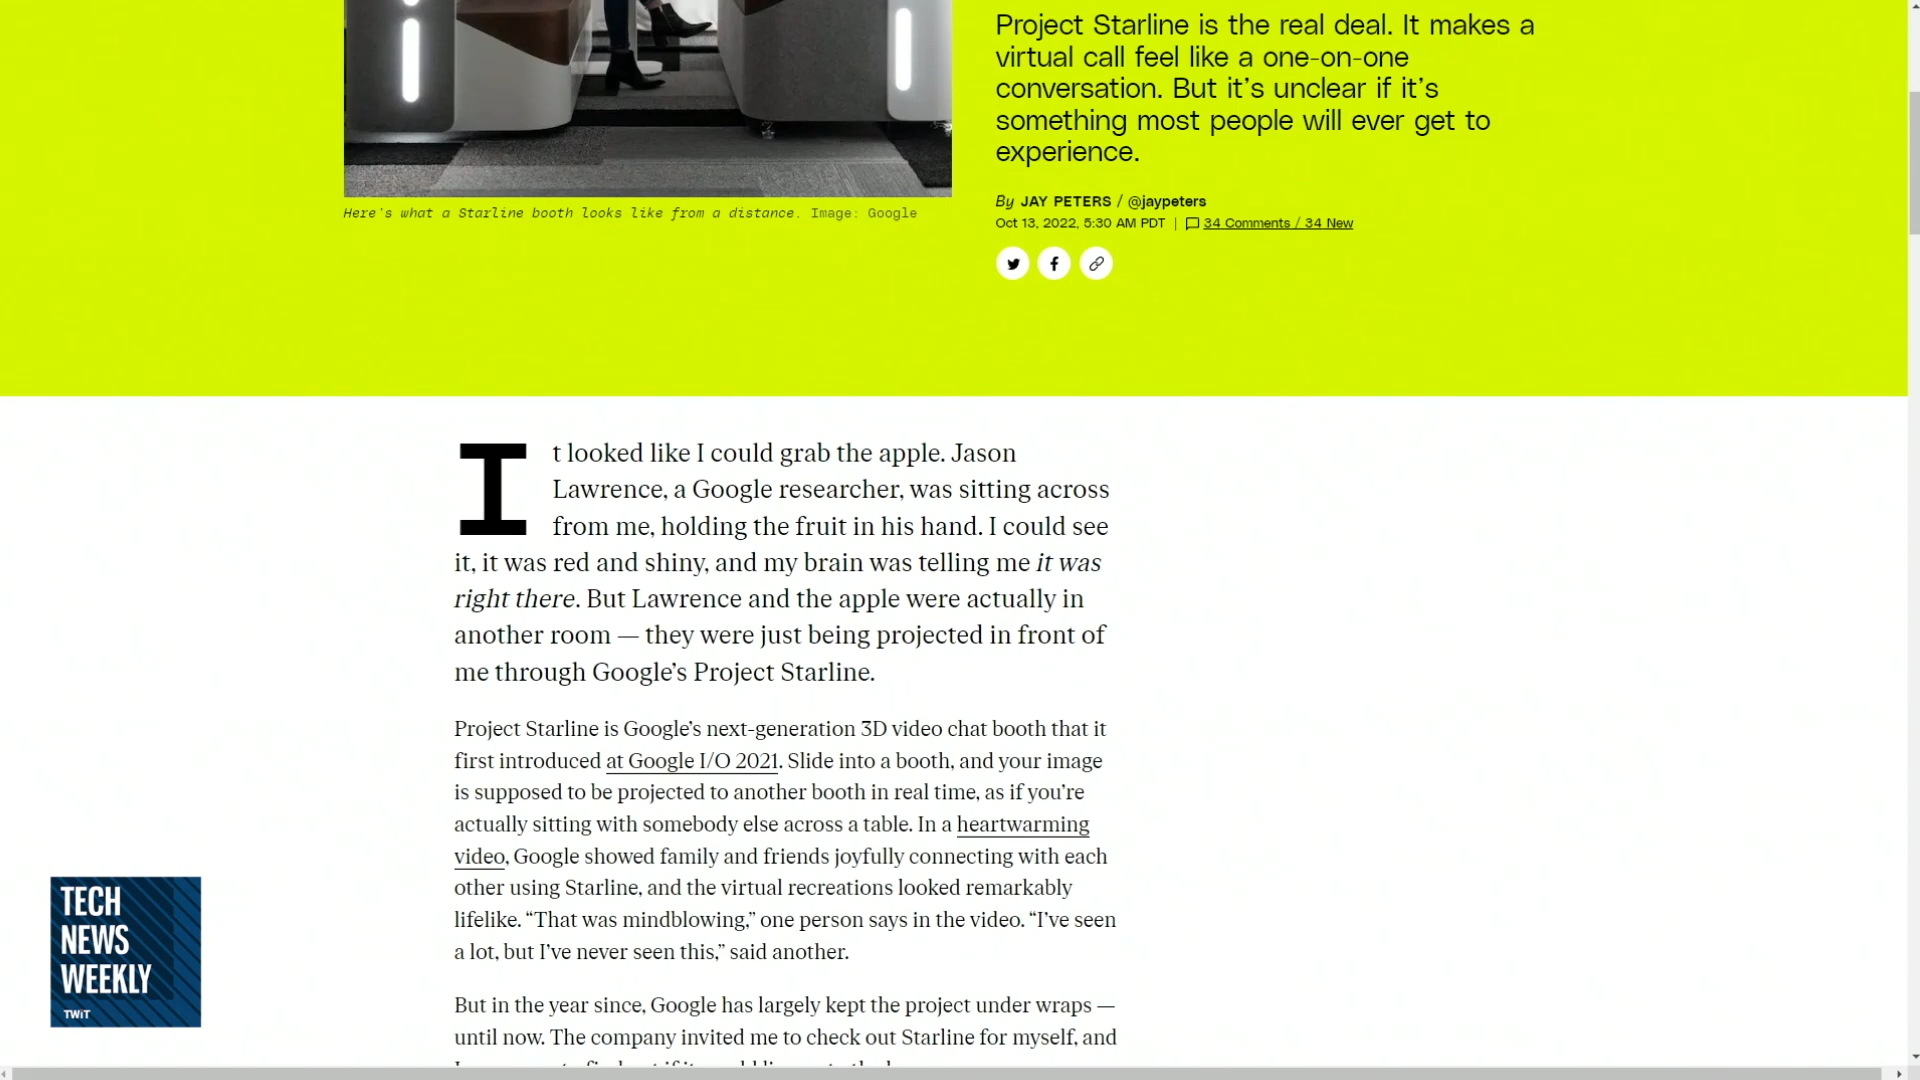 Project Starline is the real deal. It makes a
virtual call feel like a one-on-one
conversation. But it’s unclear if it’s
something most people will ever get to
experience.
Here’s what a Starline booth looks like from a distance. Image: Google
By JAY PETERS / @jaypeters
Oct 13, 2022, 5:30 AM PDT | 34 Comments / 34 New
It looked like I could grab the apple. Jason
Lawrence, a Google researcher, was sitting across
from me, holding the fruit in his hand. I could see
it, it was red and shiny, and my brain was telling me it was
right there. But Lawrence and the apple were actually in
another room — they were just being projected in front of
me through Google’s Project Starline.
Project Starline is Google’s next-generation 3D video chat booth that it
first introduced at Google I/O 2021. Slide into a booth, and your image
is supposed to be projected to another booth in real time, as if you’re
actually sitting with somebody else across a table. In a heartwarming
video, Google showed family and friends joyfully connecting with each
other using Starline, and the virtual recreations looked remarkably
lifelike. “That was mindblowing,” one person says in the video. “I’ve seen
a lot, but I’ve never seen this,” said another.
But in the year since, Google has largely kept the project under wraps —
until now. The company invited me to check out Starline for myself, and
TECH
NEWS
WEEKLY
TWiT